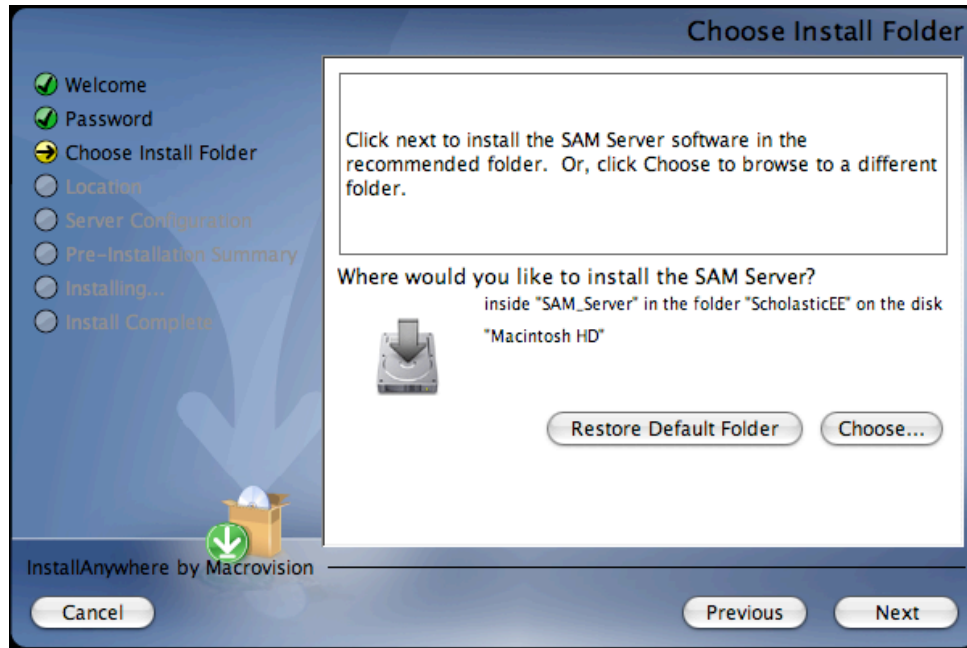 Choose Install Folder
Welcome
Password
Choose Install Folder
Location
Server Configuration
Pre-Installation Summary
Installing...
Install Complete
Click next to install the SAM Server software in the
recommended folder.  Or, click Choose to browse to a different
folder.
Where would you like to install the SAM Server?
inside "SAM_Server" in the folder "ScholasticEE" on the disk
"Macintosh HD"
Restore Default Folder
Choose...
InstallAnywhere by Macrovision
Cancel
Previous
Next